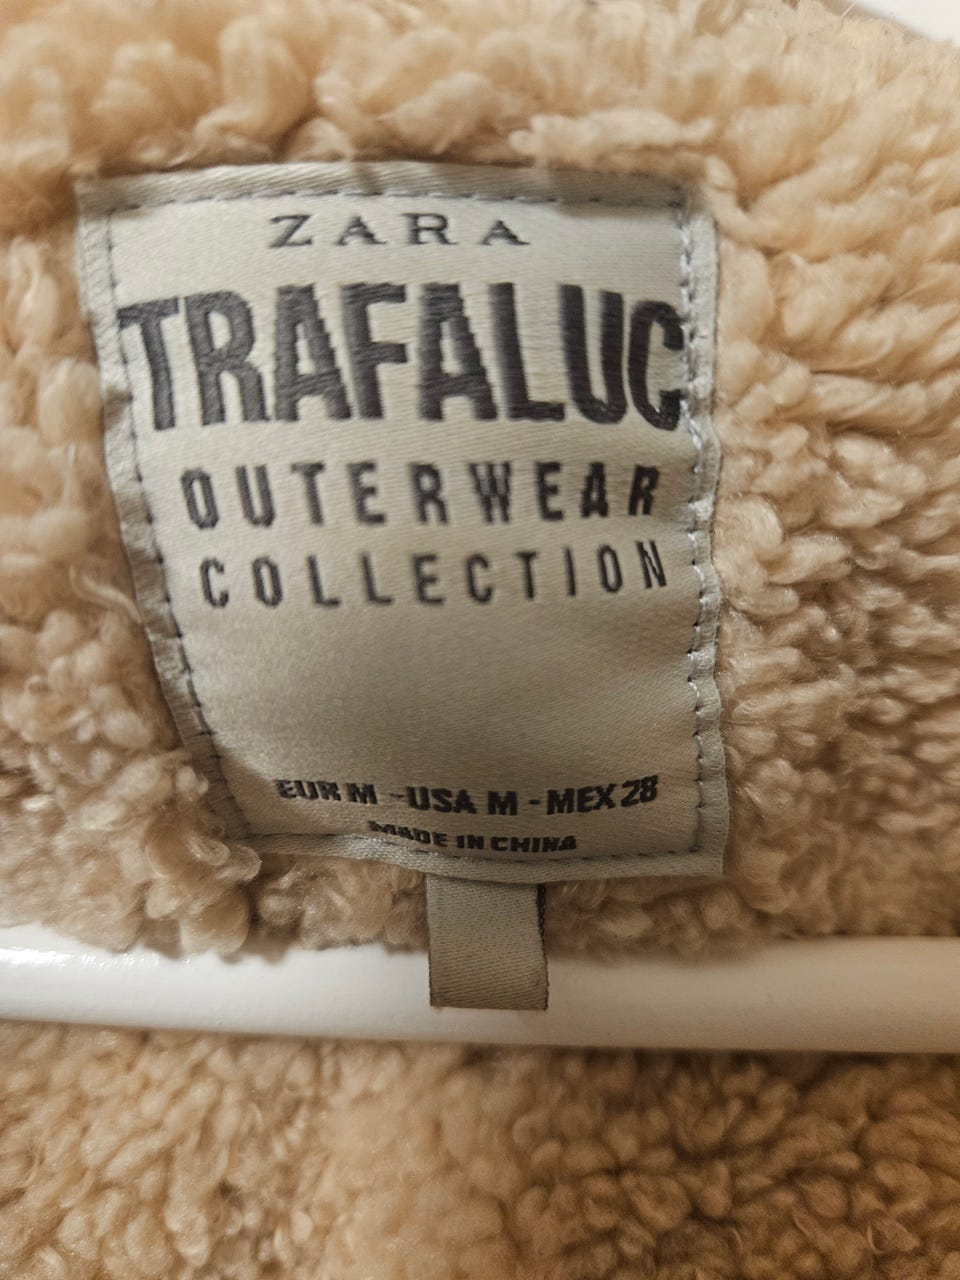 ZARA
TRAFALUC
OUTERWEAR
COLLECTION
EUR M - USA M - MEX 28
MADE IN CHINA